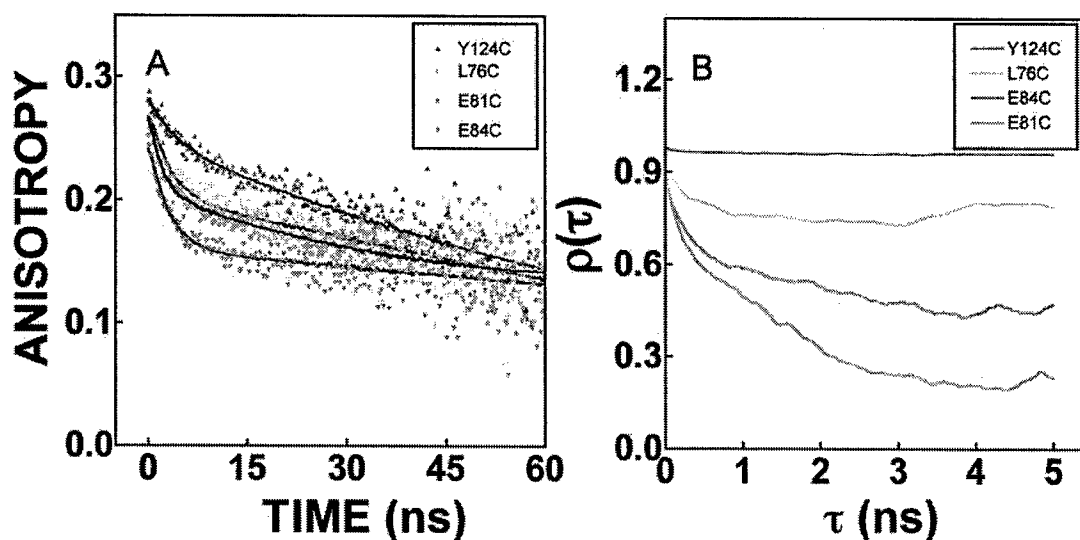 A
Y124C
L76C
E81C
E84C
0.3
0.2
0.1
0.0
ANISOTROPY
0
15
30
45
60
TIME (ns)
B
Y124C
L76C
E84C
E81C
1.2
0.9
0.6
0.3
0.0
ρ(τ)
0
1
2
3
4
5
τ (ns)